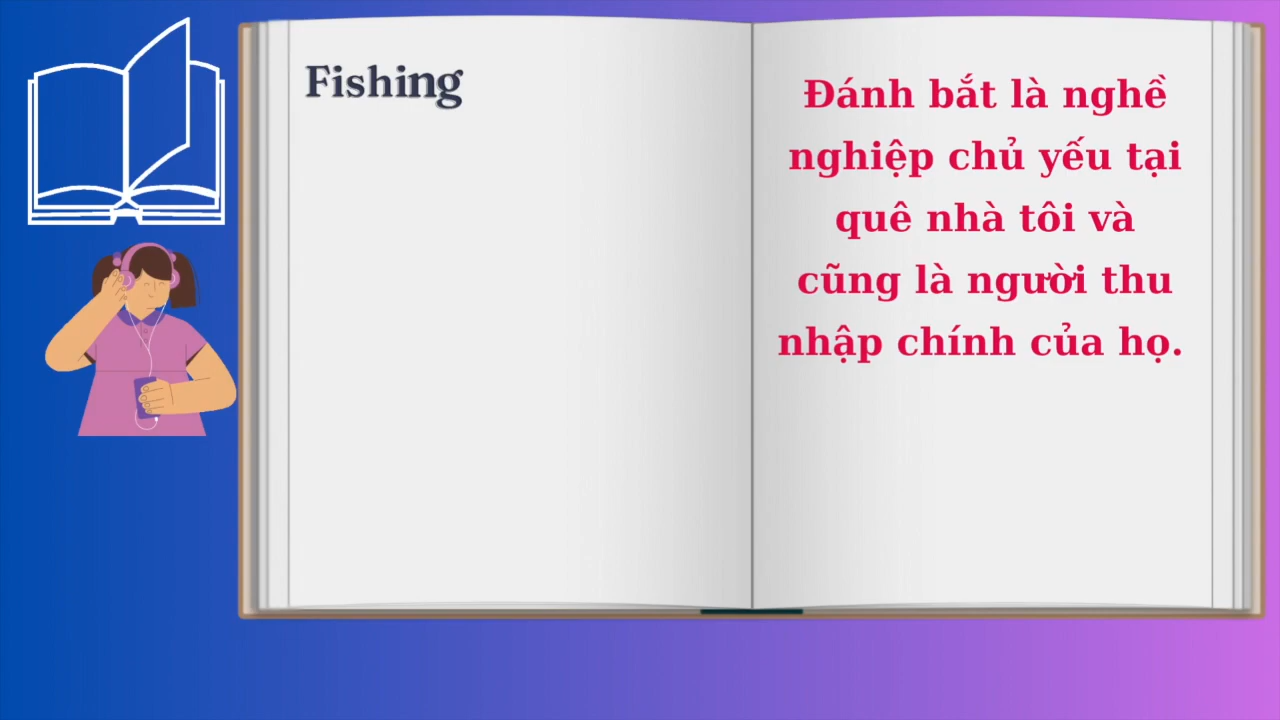 Fishing
Đánh bắt là nghề
nghiệp chủ yếu tại
quê nhà tôi và
cũng là người thu
nhập chính của họ.